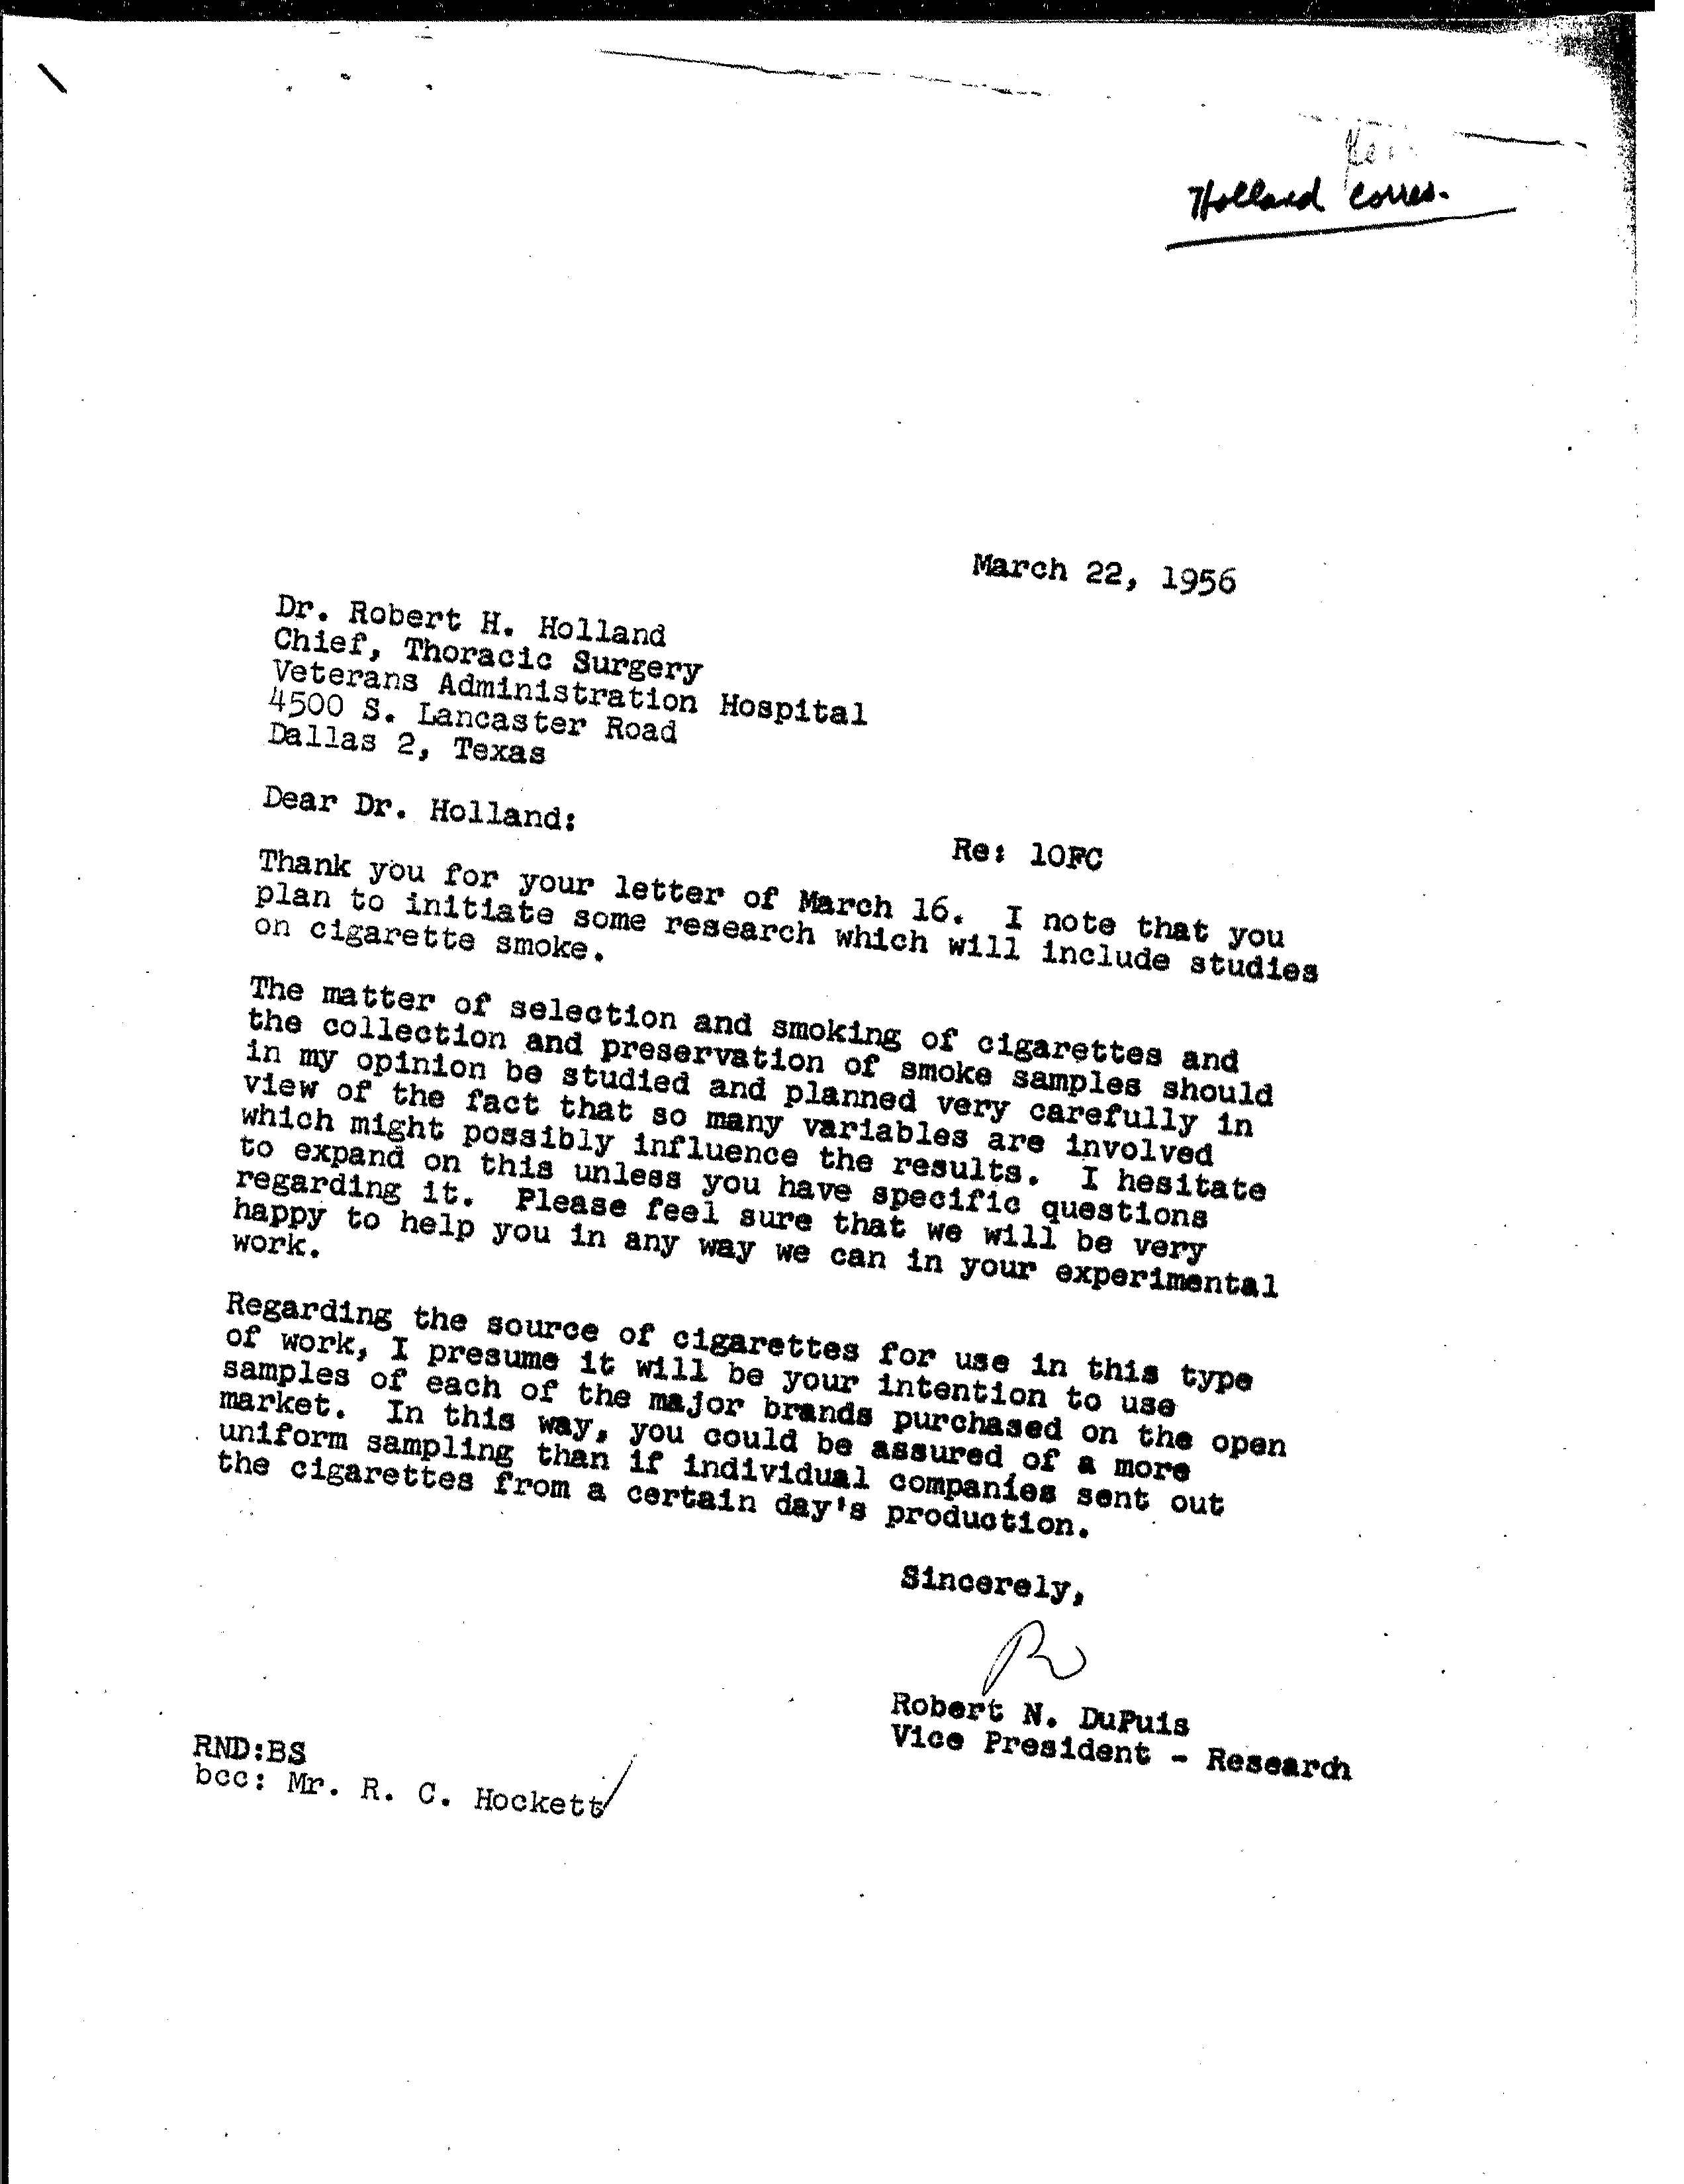 Holland Corres.
March 22, 1956
Dr. Robert H. Holland
Chief, Thoracic Surgery
Veterans Administration Hospital
4500 S. Lancaster Road
Dallas 2, Texas
Dear Dr. Holland:
Re: 10FC
Thank you for your letter of March 16. I note that you
plan to initiate some research which will include studies
on cigarette smoke.
The matter of selection and smoking of cigarettes and
the collection and preservation of smoke samples should
in my opinion be studied and planned very carefully in
view of the fact that so many variables are involved
which might possibly influence the results. I hesitate
to expand on this unless you have specific questions
regarding it. Please feel sure that we will be very
happy to help you in any way we can in your experimental
work.
Regarding the source of cigarettes for use in this type
of work, I presume it will be your intention to use
samples of each of the major brands purchased on the open
market. In this way, you could be assured of a more
uniform sampling than if individual companies sent out
the cigarettes from a certain day's production.
Sincerely,
Robert N. DuPuis
Vice President - Research
RND:BS
bcc: Mr. R. C. Hockett